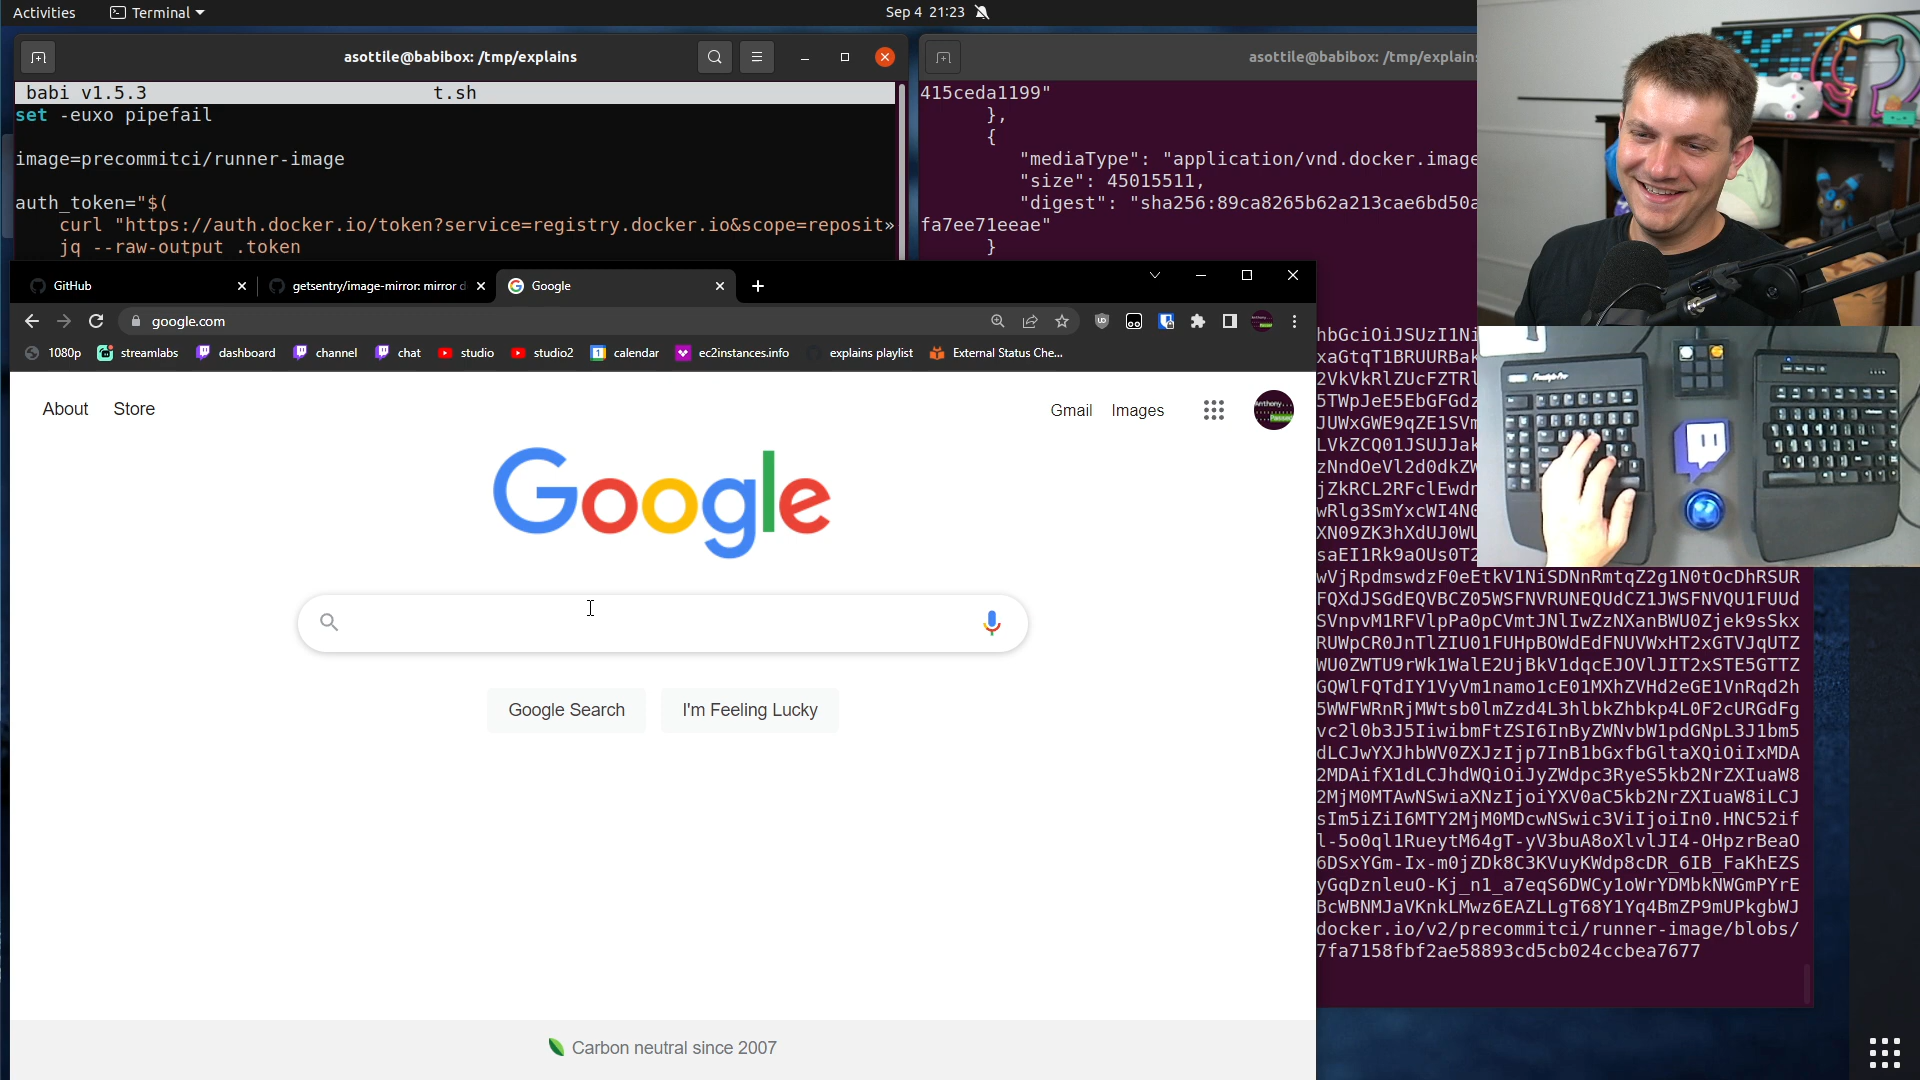 Activities
Terminal
Sep 4 21:23
asottile@babibox: /tmp/explains
babi v1.5.3 t.sh
set -euxo pipefail
image=precommitci/runner-image
auth_token="$(
curl "https://auth.docker.io/token?service=registry.docker.io&scope=reposit»
jq --raw-output .token
asottile@babibox: /tmp/explains
415ceda1199"
},
{
"mediaType": "application/vnd.docker.image
"size": 45015511,
"digest": "sha256:89ca8265b62a213cae6bd50a
fa7ee71eeae"
}
GitHub
getsentry/image-mirror: mirror d
Google
google.com
1080p
streamlabs
dashboard
channel
chat
studio
studio2
calendar
ec2instances.info
explains playlist
External Status Che...
About
Store
Gmail
Images
Google
Google Search
I'm Feeling Lucky
Carbon neutral since 2007
hbGciOiJSUzI1Ni
xaGtqT1BRUURBak
2VkVkRlZUcFZTRl
5TWpJeE5EbGFGdz
JUWxGWE9qZE1SVm
LVkZCQ01JSUJJak
zNndOeVl2d0dkZW
jZkRCL2RFclEwdn
wRlg3SmYxcWI4N0
XN09ZK3hXdUJ0WU
saEI1Rk9aOUs0T2
wVjRpdmswdzF0eEtkV1NiSDNnRmtqZ2g1N0tOcDhRSUR
FQXdJSGdEQVBCZ05WSFNVRUNEQUdCZ1JWSFNVQU1FUUd
SVnpvM1RFVlpPa0pCVmtJNlIwZzNXanBWU0Zjek9sSkx
RUWpCR0JnTlZIU01FUHpBOWdEdFNUVWxHT2xGTVJqUTZ
WU0ZWTU9rWk1WalE2UjBkV1dqcEJOVlJIT2xSTE5GTTZ
GQWlFQTdIY1VyVm1namo1cE01MXhZVHd2eGE1VnRqd2h
5WWFWRnRjMWtsb0lmZzd4L3hlbkZhbkp4L0F2cURGdFg
vc2l0b3J5IiwibmFtZSI6InByZWNvbW1pdGNpL3J1bm5
dLCJwYXJhbWV0ZXJzIjp7InB1bGxfbGltaXQiOiIxMDA
2MDAifX1dLCJhdWQiOiJyZWdpc3RyeS5kb2NrZXIuaW8
2MjM0MTAwNSwiaXNzIjoiYXV0aC5kb2NrZXIuaW8iLCJ
sIm5iZiI6MTY2MjM0MDcwNSwic3ViIjoiIn0.HNC52if
l-5o0ql1RueytM64gT-yV3buA8oXlvlJI4-OHpzrBeaO
6DSxYGm-Ix-m0jZDk8C3KVuyKWdp8cDR_6IB_FaKhEZS
yGqDznleuO-Kj_n1_a7eqS6DWCy1oWrYDMbkNWGmPYrE
BcWBNMJaVKnkLMwz6EAZLLgT68Y1Yq4BmZP9mUPkgbWJ
docker.io/v2/precommitci/runner-image/blobs/
7fa7158fbf2ae58893cd5cb024ccbea7677